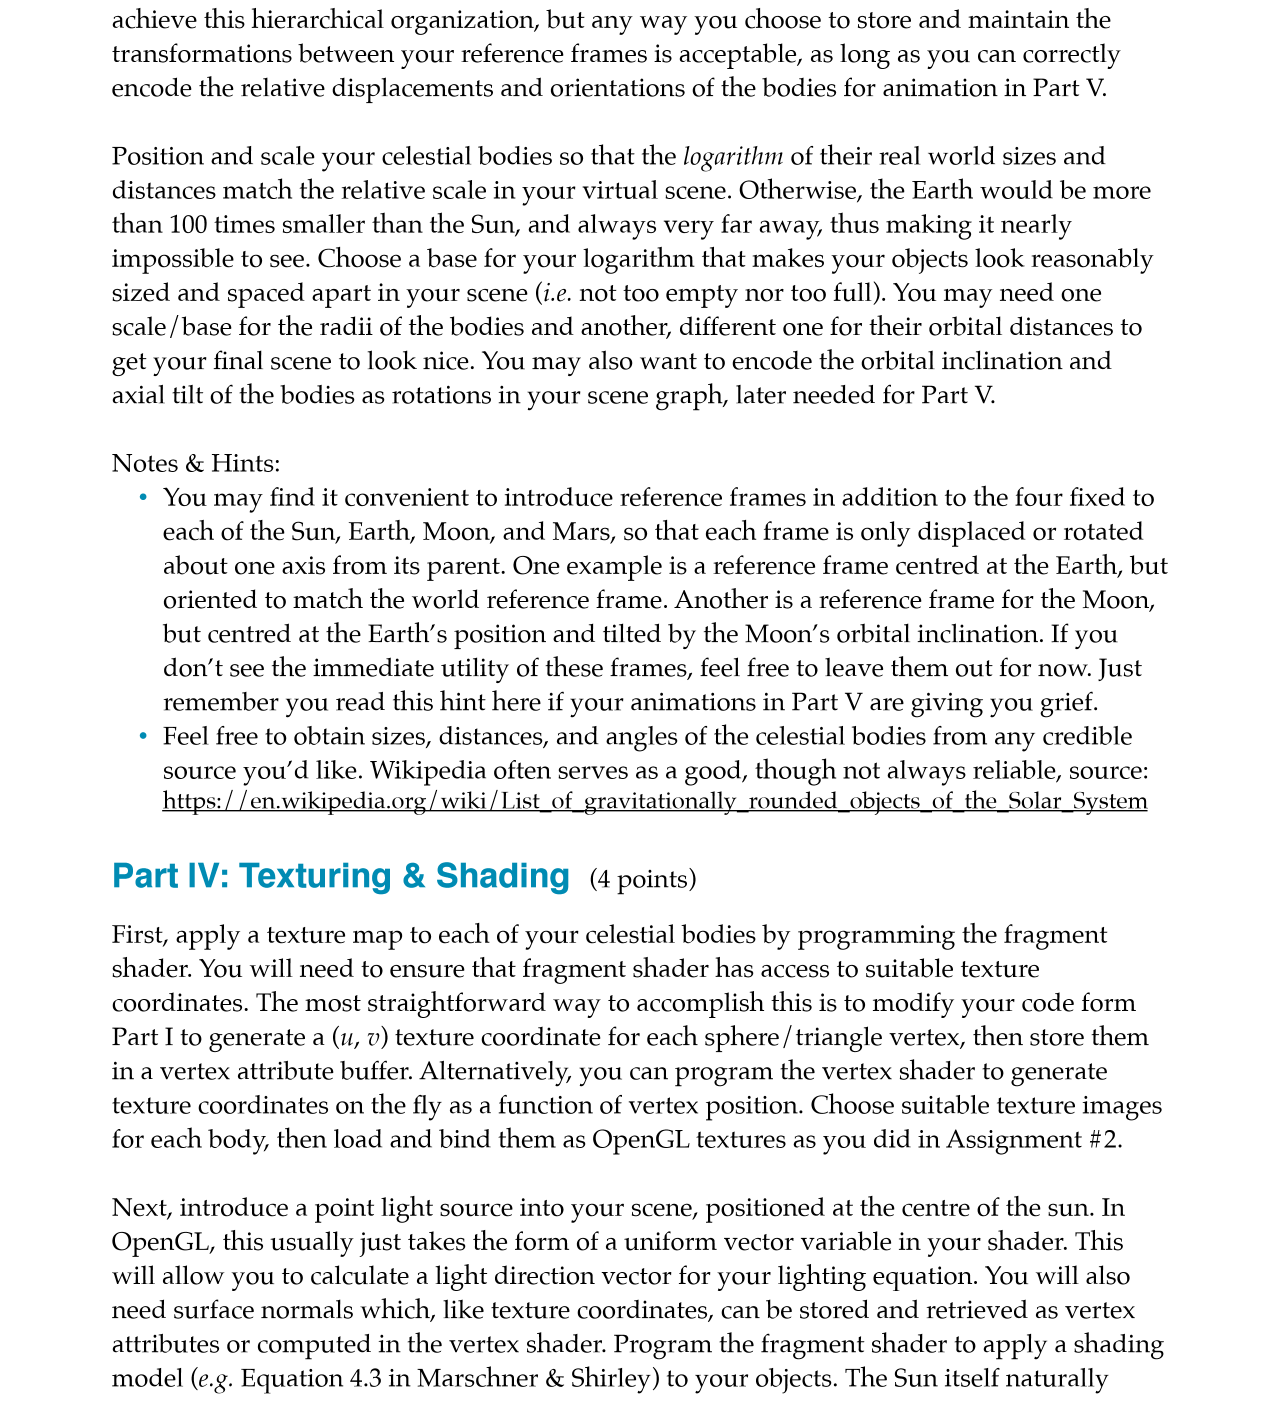 achieve this hierarchical organization, but any way you choose to store and maintain the
transformations between your reference frames is acceptable, as long as you can correctly
encode the relative displacements and orientations of the bodies for animation in Part V.
Position and scale your celestial bodies so that the logarithm of their real world sizes and
distances match the relative scale in your virtual scene. Otherwise, the Earth would be more
than 100 times smaller than the Sun, and always very far away, thus making it nearly
impossible to see. Choose a base for your logarithm that makes your objects look reasonably
sized and spaced apart in your scene (i.e. not too empty nor too full). You may need one
scale/base for the radii of the bodies and another, different one for their orbital distances to
get your final scene to look nice. You may also want to encode the orbital inclination and
axial tilt of the bodies as rotations in your scene graph, later needed for Part V.
Notes & Hints:
• You may find it convenient to introduce reference frames in addition to the four fixed to
each of the Sun, Earth, Moon, and Mars, so that each frame is only displaced or rotated
about one axis from its parent. One example is a reference frame centred at the Earth, but
oriented to match the world reference frame. Another is a reference frame for the Moon,
but centred at the Earth's position and tilted by the Moon's orbital inclination. If you
don't see the immediate utility of these frames, feel free to leave them out for now. Just
remember you read this hint here if your animations in Part V are giving you grief.
• Feel free to obtain sizes, distances, and angles of the celestial bodies from any credible
source you'd like. Wikipedia often serves as a good, though not always reliable, source:
https://en.wikipedia.org/wiki/List_of_gravitationally_rounded_objects_of_the_Solar_System
Part IV: Texturing & Shading (4 points)
First, apply a texture map to each of your celestial bodies by programming the fragment
shader. You will need to ensure that fragment shader has access to suitable texture
coordinates. The most straightforward way to accomplish this is to modify your code form
Part I to generate a (u, v) texture coordinate for each sphere/triangle vertex, then store them
in a vertex attribute buffer. Alternatively, you can program the vertex shader to generate
texture coordinates on the fly as a function of vertex position. Choose suitable texture images
for each body, then load and bind them as OpenGL textures as you did in Assignment #2.
Next, introduce a point light source into your scene, positioned at the centre of the sun. In
OpenGL, this usually just takes the form of a uniform vector variable in your shader. This
will allow you to calculate a light direction vector for your lighting equation. You will also
need surface normals which, like texture coordinates, can be stored and retrieved as vertex
attributes or computed in the vertex shader. Program the fragment shader to apply a shading
model (e.g. Equation 4.3 in Marschner & Shirley) to your objects. The Sun itself naturally